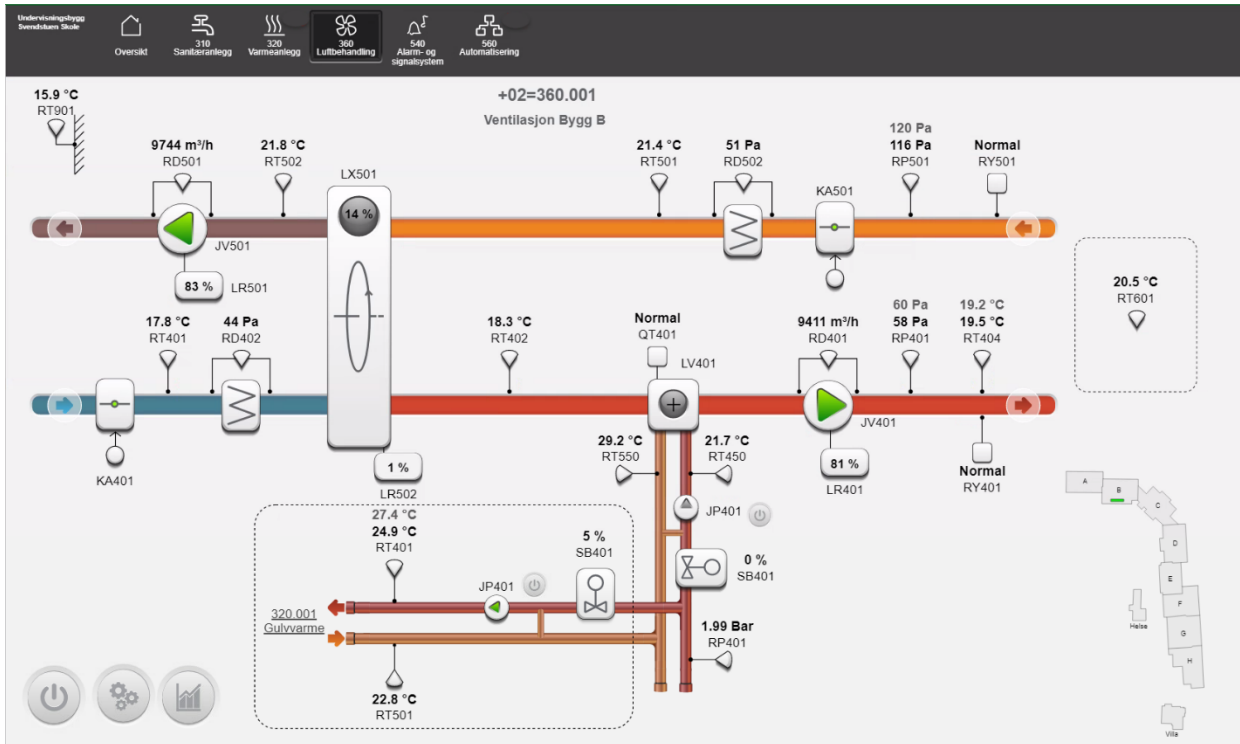 Undervisningsbygg
Svendstuen Skole
Oversikt
310
Sanitæranlegg
320
Varmeanlegg
360
Luftbehandling
540
Alarm- og
signalsystem
560
Automatisering
+02=360.001
Ventilasjon Bygg B
15.9 °C
RT901
9744 m³/h
RD501
21.8 °C
RT502
LX501
14 %
21.4 °C
RT501
51 Pa
RD502
KA501
120 Pa
116 Pa
RP501
Normal
RY501
JV501
83 %
LR501
20.5 °C
RT601
17.8 °C
RT401
44 Pa
RD402
18.3 °C
RT402
Normal
QT401
LV401
9411 m³/h
RD401
60 Pa
58 Pa
RP401
19.2 °C
19.5 °C
RT404
JV401
KA401
1 %
LR502
29.2 °C
RT550
21.7 °C
RT450
81 %
LR401
Normal
RY401
27.4 °C
24.9 °C
RT401
JP401
5 %
SB401
JP401
0 %
SB401
320.001
Gulvvarme
1.99 Bar
RP401
22.8 °C
RT501
A
B
C
D
E
F
G
H
Helse
Villa